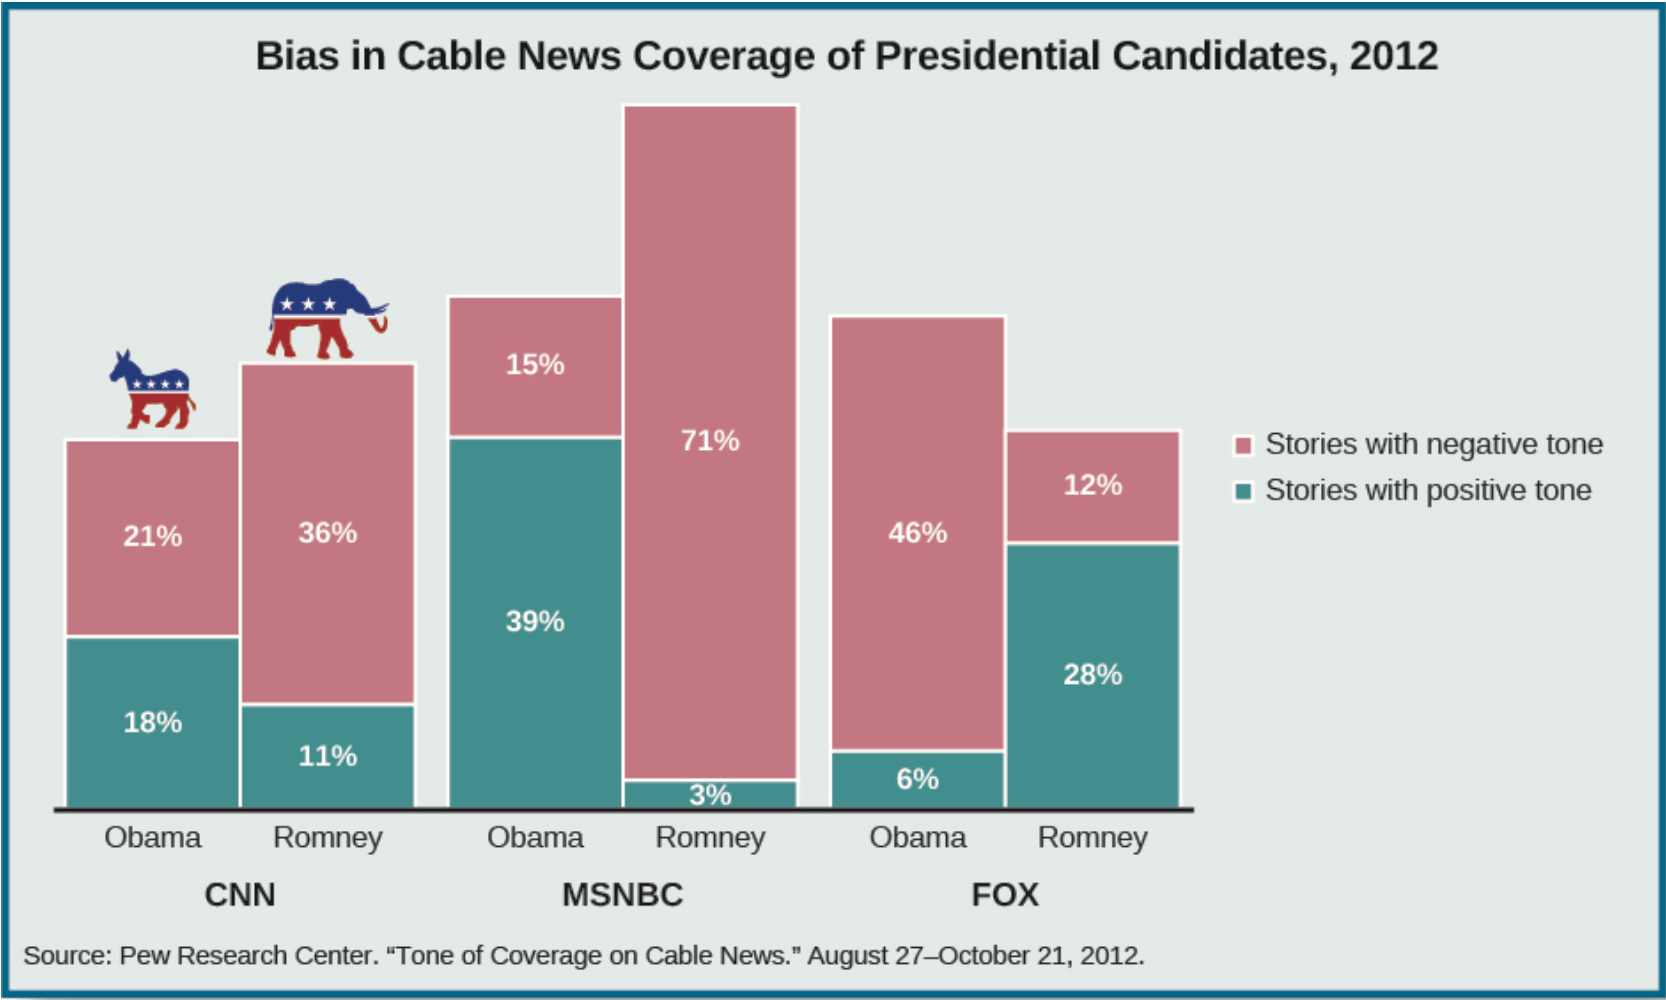 Bias in Cable News Coverage of Presidential Candidates, 2012
21%
18%
36%
11%
15%
39%
71%
3%
46%
6%
12%
28%
Stories with negative tone
Stories with positive tone
Obama
Romney
Obama
Romney
Obama
Romney
CNN
MSNBC
FOX
Source: Pew Research Center. “Tone of Coverage on Cable News.” August 27–October 21, 2012.